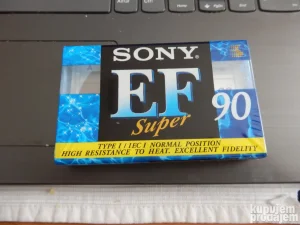 SONY
EF 90
Super
TYPE I / IEC I NORMAL POSITION
HIGH RESISTANCE TO HEAT. EXCELLENT FIDELITY
kupujem
prodajem